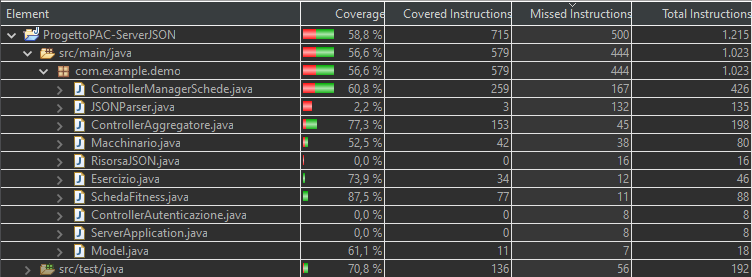 Element Coverage Covered Instructions Missed Instructions Total Instructions
ProgettoPAC-ServerJSON 58,8 % 715 500 1.215
src/main/java 56,6 % 579 444 1.023
com.example.demo 56,6 % 579 444 1.023
ControllerManagerSchede.java 60,8 % 259 167 426
JSONParser.java 2,2 % 3 132 135
ControllerAggregatore.java 77,3 % 153 45 198
Macchinario.java 52,5 % 42 38 80
RisorsaJSON.java 0,0 % 0 16 16
Esercizio.java 73,9 % 34 12 46
SchedaFitness.java 87,5 % 77 11 88
ControllerAutenticazione.java 0,0 % 0 8 8
ServerApplication.java 0,0 % 0 8 8
Model.java 61,1 % 11 7 18
src/test/java 70,8 % 136 56 192